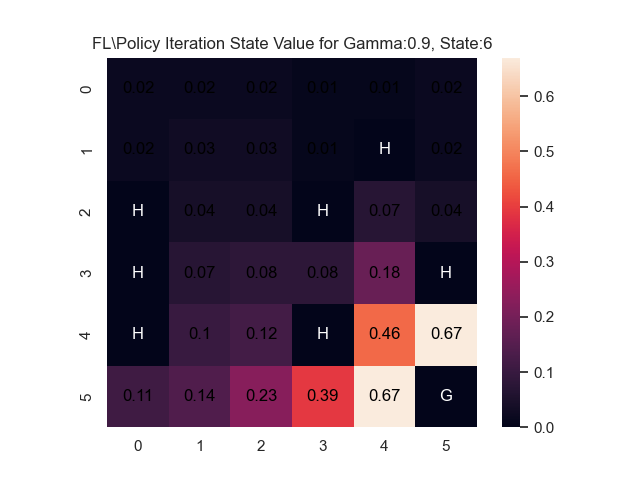 FL\Policy Iteration State Value for Gamma:0.9, State:6
0 0.02 0.02 0.02 0.01 0.01 0.02
1 0.02 0.03 0.03 0.01 H 0.02
2 H 0.04 0.04 H 0.07 0.04
3 H 0.07 0.08 0.08 0.18 H
4 H 0.1 0.12 H 0.46 0.67
5 0.11 0.14 0.23 0.39 0.67 G
0 1 2 3 4 5
0.6
0.5
0.4
0.3
0.2
0.1
0.0